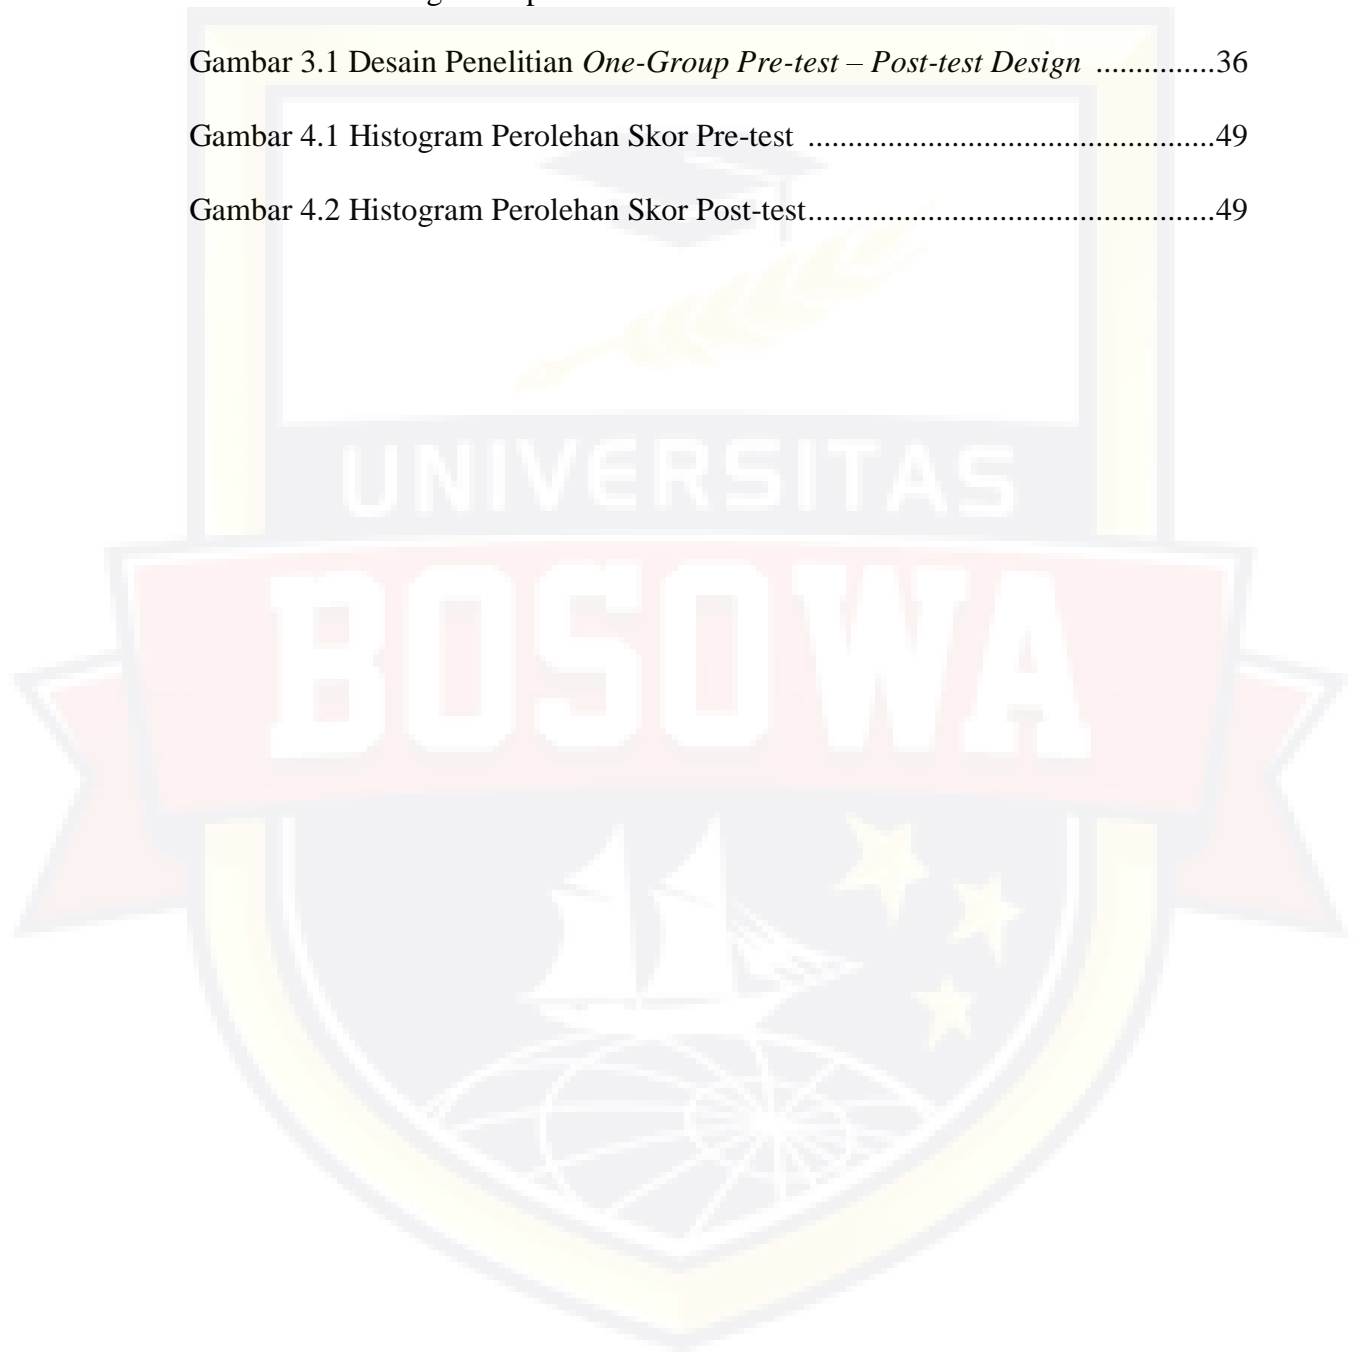 Gambar 3.1 Desain Penelitian One-Group Pre-test – Post-test Design ...............36
Gambar 4.1 Histogram Perolehan Skor Pre-test ...................................................49
Gambar 4.2 Histogram Perolehan Skor Post-test...................................................49
UNIVERSITAS
BOSOWA